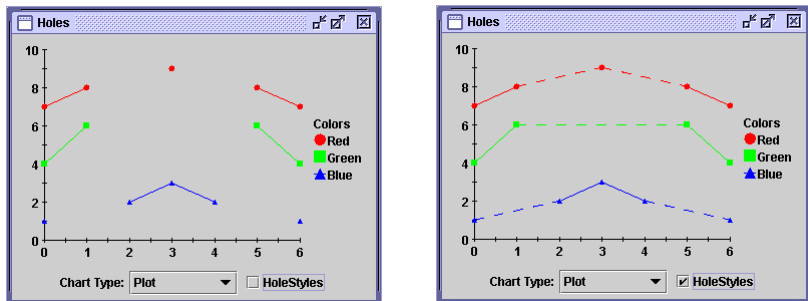 Holes
10
8
6
4
2
0
0 1 2 3 4 5 6
Colors
Red
Green
Blue
Chart Type: Plot HoleStyles
Holes
10
8
6
4
2
0
0 1 2 3 4 5 6
Colors
Red
Green
Blue
Chart Type: Plot HoleStyles